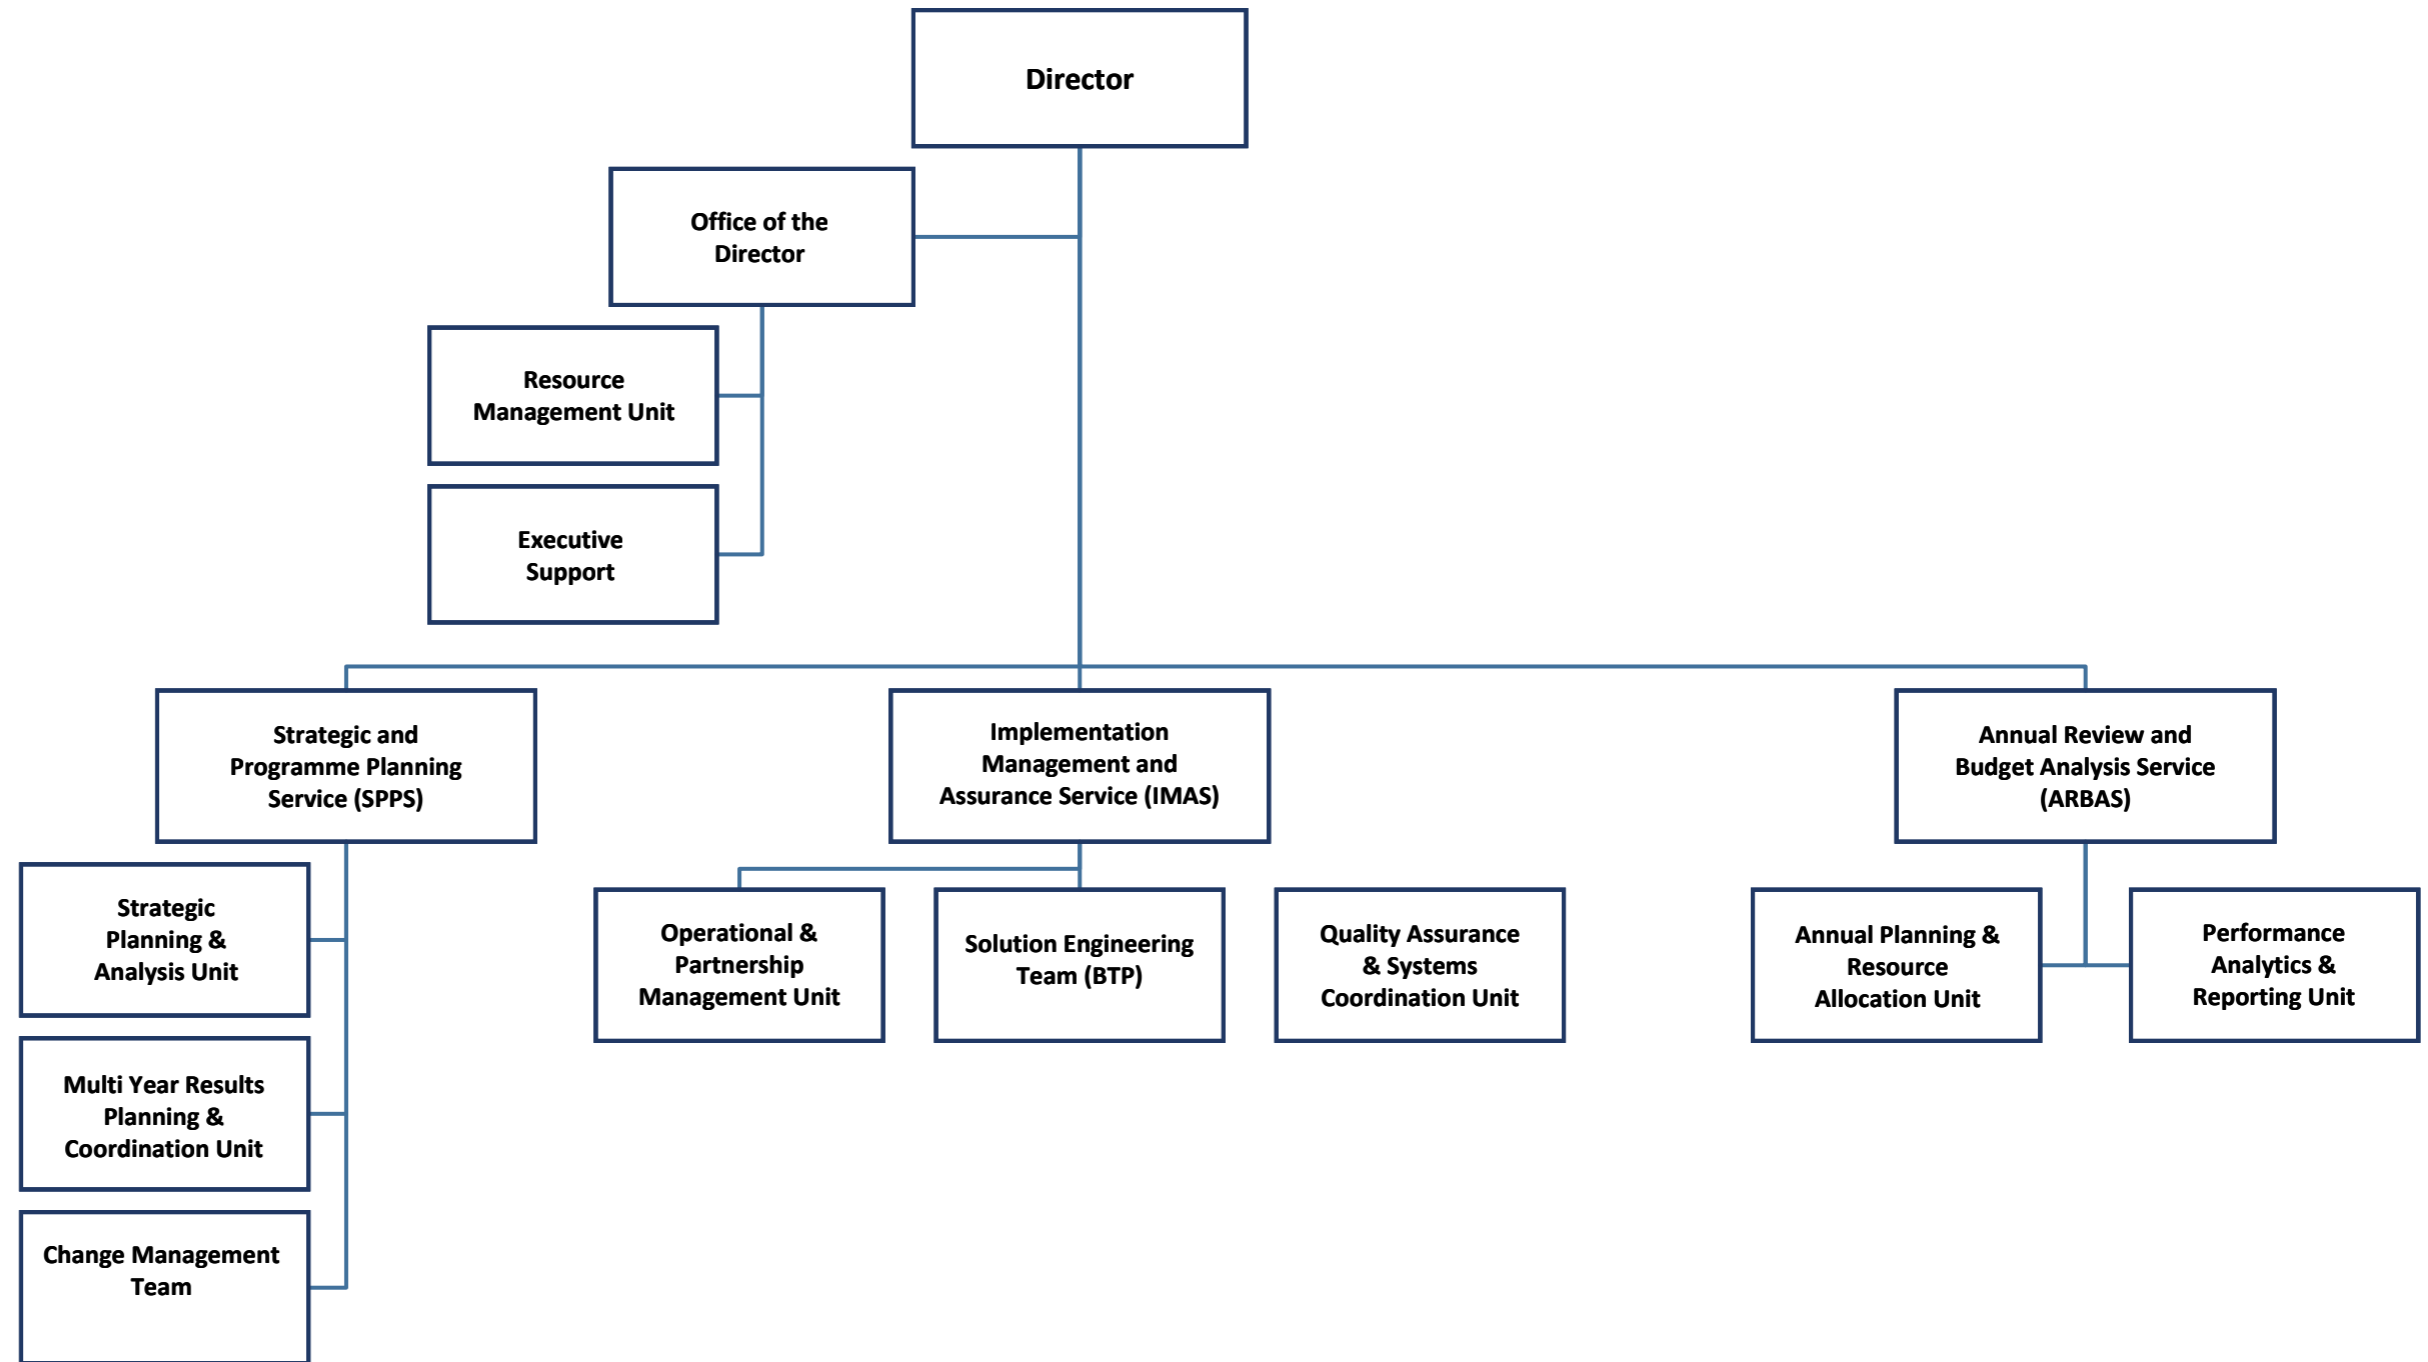 Director
Office of the
Director
Resource
Management Unit
Executive
Support
Strategic and
Programme Planning
Service (SPPS)
Implementation
Management and
Assurance Service (IMAS)
Annual Review and
Budget Analysis Service
(ARBAS)
Strategic
Planning &
Analysis Unit
Multi Year Results
Planning &
Coordination Unit
Change Management
Team
Operational &
Partnership
Management Unit
Solution Engineering
Team (BTP)
Quality Assurance
& Systems
Coordination Unit
Annual Planning &
Resource
Allocation Unit
Performance
Analytics &
Reporting Unit